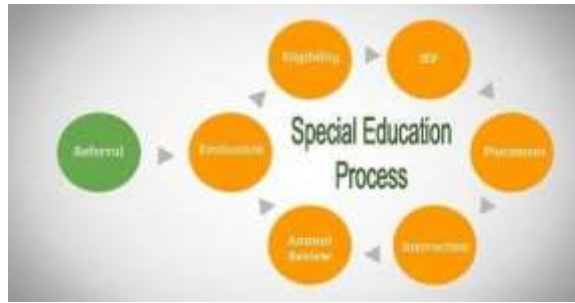 Eligibility
IEP
Referral
Evaluation
Special Education
Process
Placement
Annual
Review
Instruction